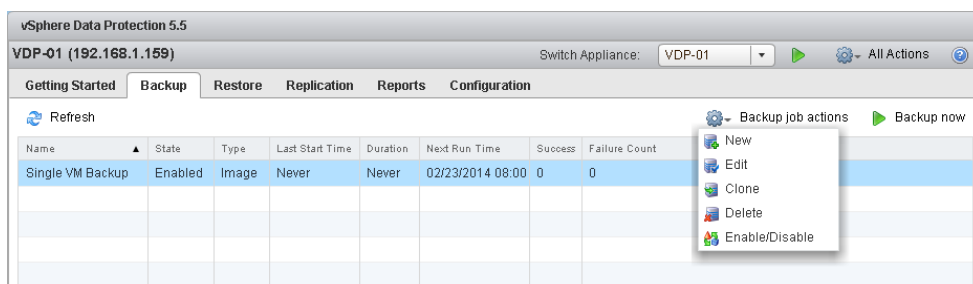 vSphere Data Protection 5.5
VDP-01 (192.168.1.159) Switch Appliance: VDP-01 All Actions
Getting Started Backup Restore Replication Reports Configuration
Refresh Backup job actions Backup now
Name State Type Last Start Time Duration Next Run Time Success Failure Count
Single VM Backup Enabled Image Never Never 02/23/2014 08:00 0 0
New
Edit
Clone
Delete
Enable/Disable